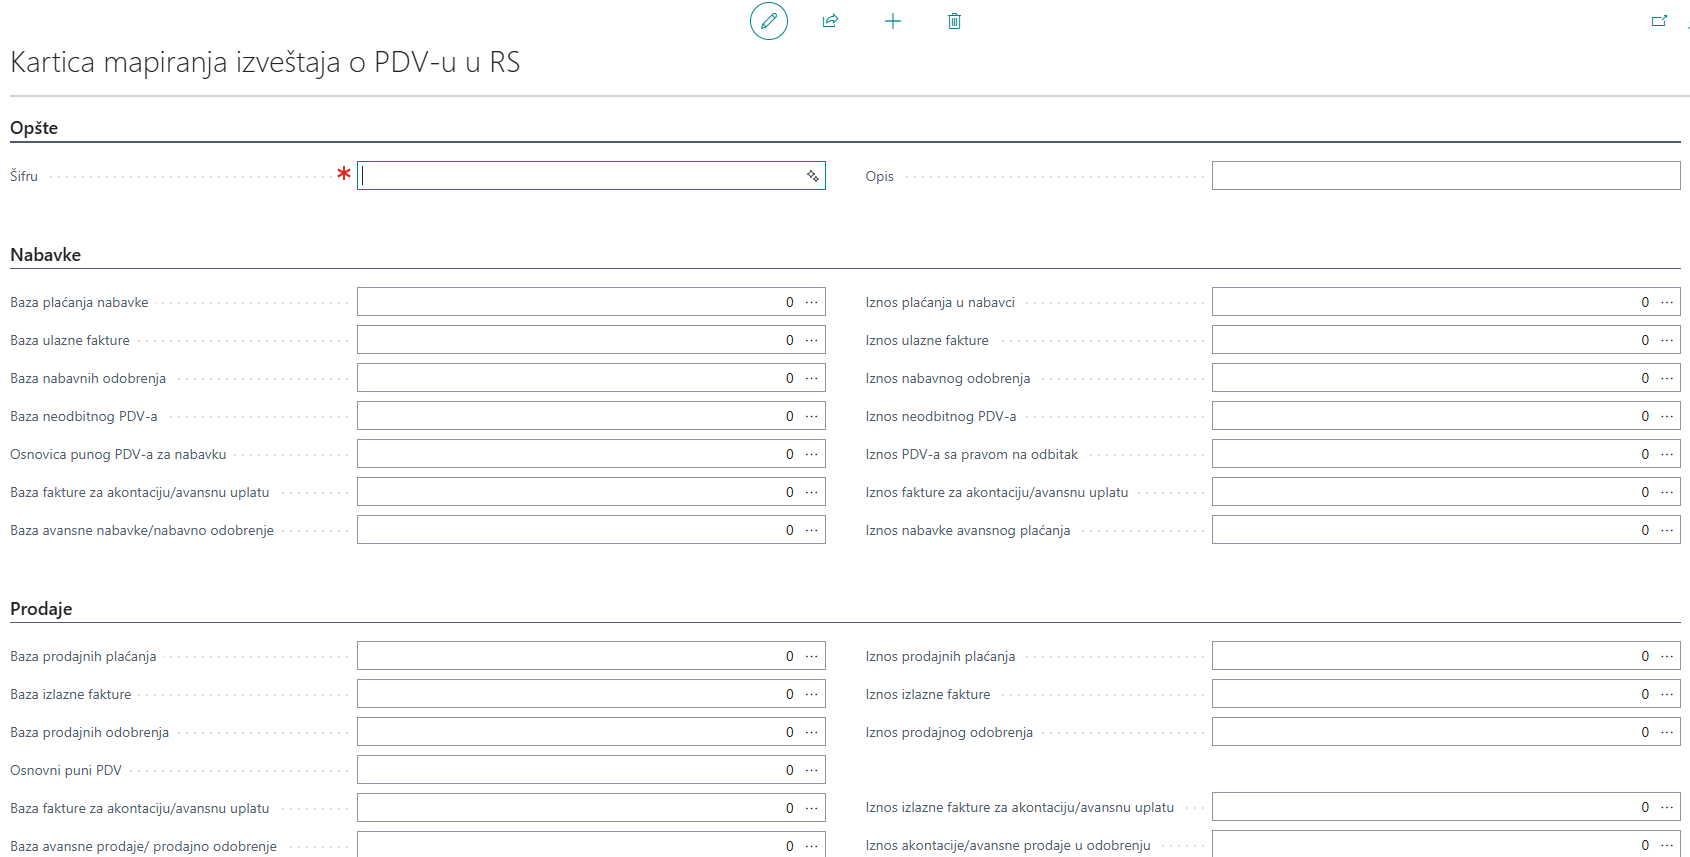 Kartica mapiranja izveštaja o PDV-u u RS
Opšte
Šifru * Opis
Nabavke
Baza plaćanja nabavke 0 ... Iznos plaćanja u nabavci 0 ...
Baza ulazne fakture 0 ... Iznos ulazne fakture 0 ...
Baza nabavnih odobrenja 0 ... Iznos nabavnog odobrenja 0 ...
Baza neodbitnog PDV-a 0 ... Iznos neodbitnog PDV-a 0 ...
Osnovica punog PDV-a za nabavku 0 ... Iznos PDV-a sa pravom na odbitak 0 ...
Baza fakture za akontaciju/avansnu uplatu 0 ... Iznos fakture za akontaciju/avansnu uplatu 0 ...
Baza avansne nabavke/nabavno odobrenje 0 ... Iznos nabavke avansnog plaćanja 0 ...
Prodaje
Baza prodajnih plaćanja 0 ... Iznos prodajnih plaćanja 0 ...
Baza izlazne fakture 0 ... Iznos izlazne fakture 0 ...
Baza prodajnih odobrenja 0 ... Iznos prodajnog odobrenja 0 ...
Osnovni puni PDV 0 ...
Baza fakture za akontaciju/avansnu uplatu 0 ... Iznos izlazne fakture za akontaciju/avansnu uplatu 0 ...
Baza avansne prodaje/ prodajno odobrenje 0 ... Iznos akontacije/avansne prodaje u odobrenju 0 ...